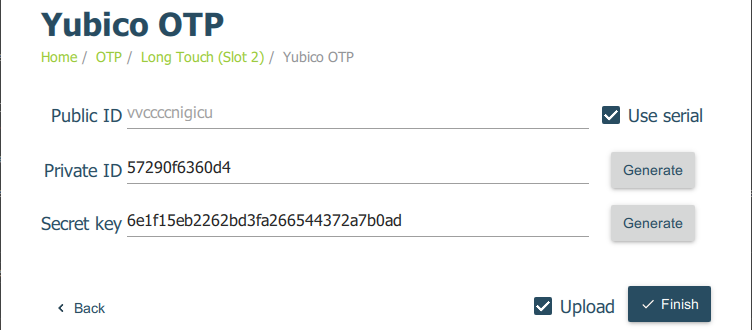 Yubico OTP
Home / OTP / Long Touch (Slot 2) / Yubico OTP
Public ID vvccccnigicu Use serial
Private ID 57290f6360d4 Generate
Secret key 6e1f15eb2262bd3fa266544372a7b0ad Generate
Back Upload Finish